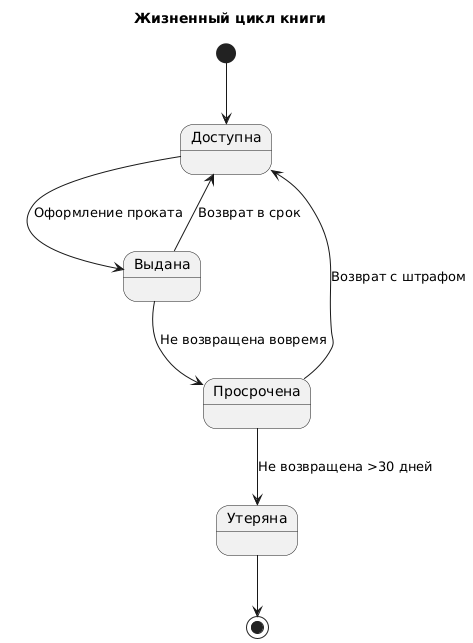 Жизненный цикл книги
Доступна
Оформление проката
Возврат в срок
Выдана
Возврат с штрафом
Не возвращена вовремя
Просрочена
Не возвращена >30 дней
Утеряна